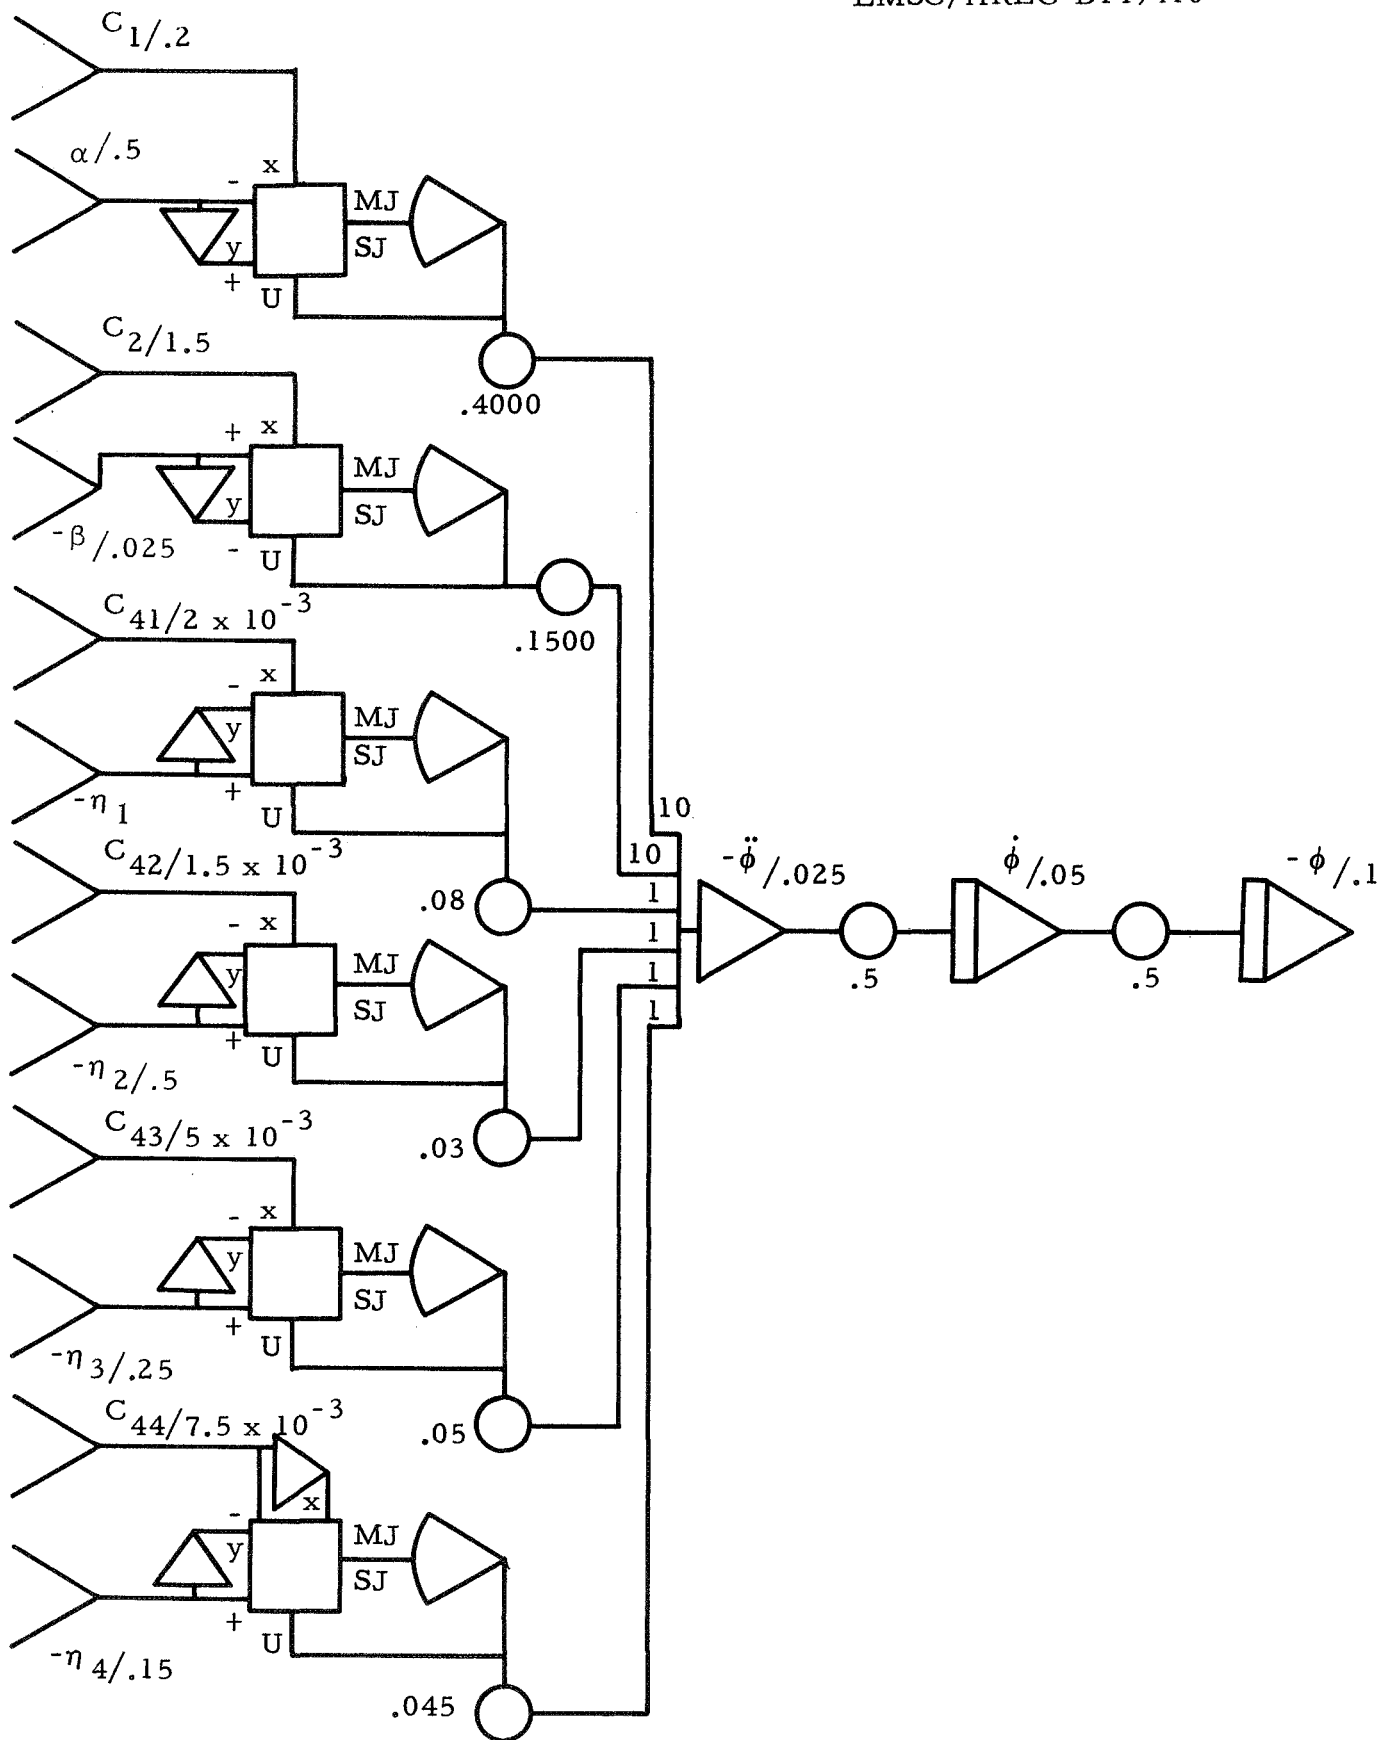 C1/.2
α/.5
- x
MJ
y
SJ
+ U
C2/1.5
.4000
+ x
MJ
y
SJ
-β/.025
- U
C41/2 x 10-3
.1500
- x
MJ
y
SJ
-η1
+ U
10
C42/1.5 x 10-3
10
-φ̈/.025
φ̇/.05
-φ/.1
.08
1
- x
1
MJ
y
.5
.5
1
SJ
1
+ U
-η2/.5
C43/5 x 10-3
.03
- x
MJ
y
SJ
+ U
-η3/.25
C44/7.5 x 10-3
.05
x
-
MJ
y
SJ
+ U
-η4/.15
.045